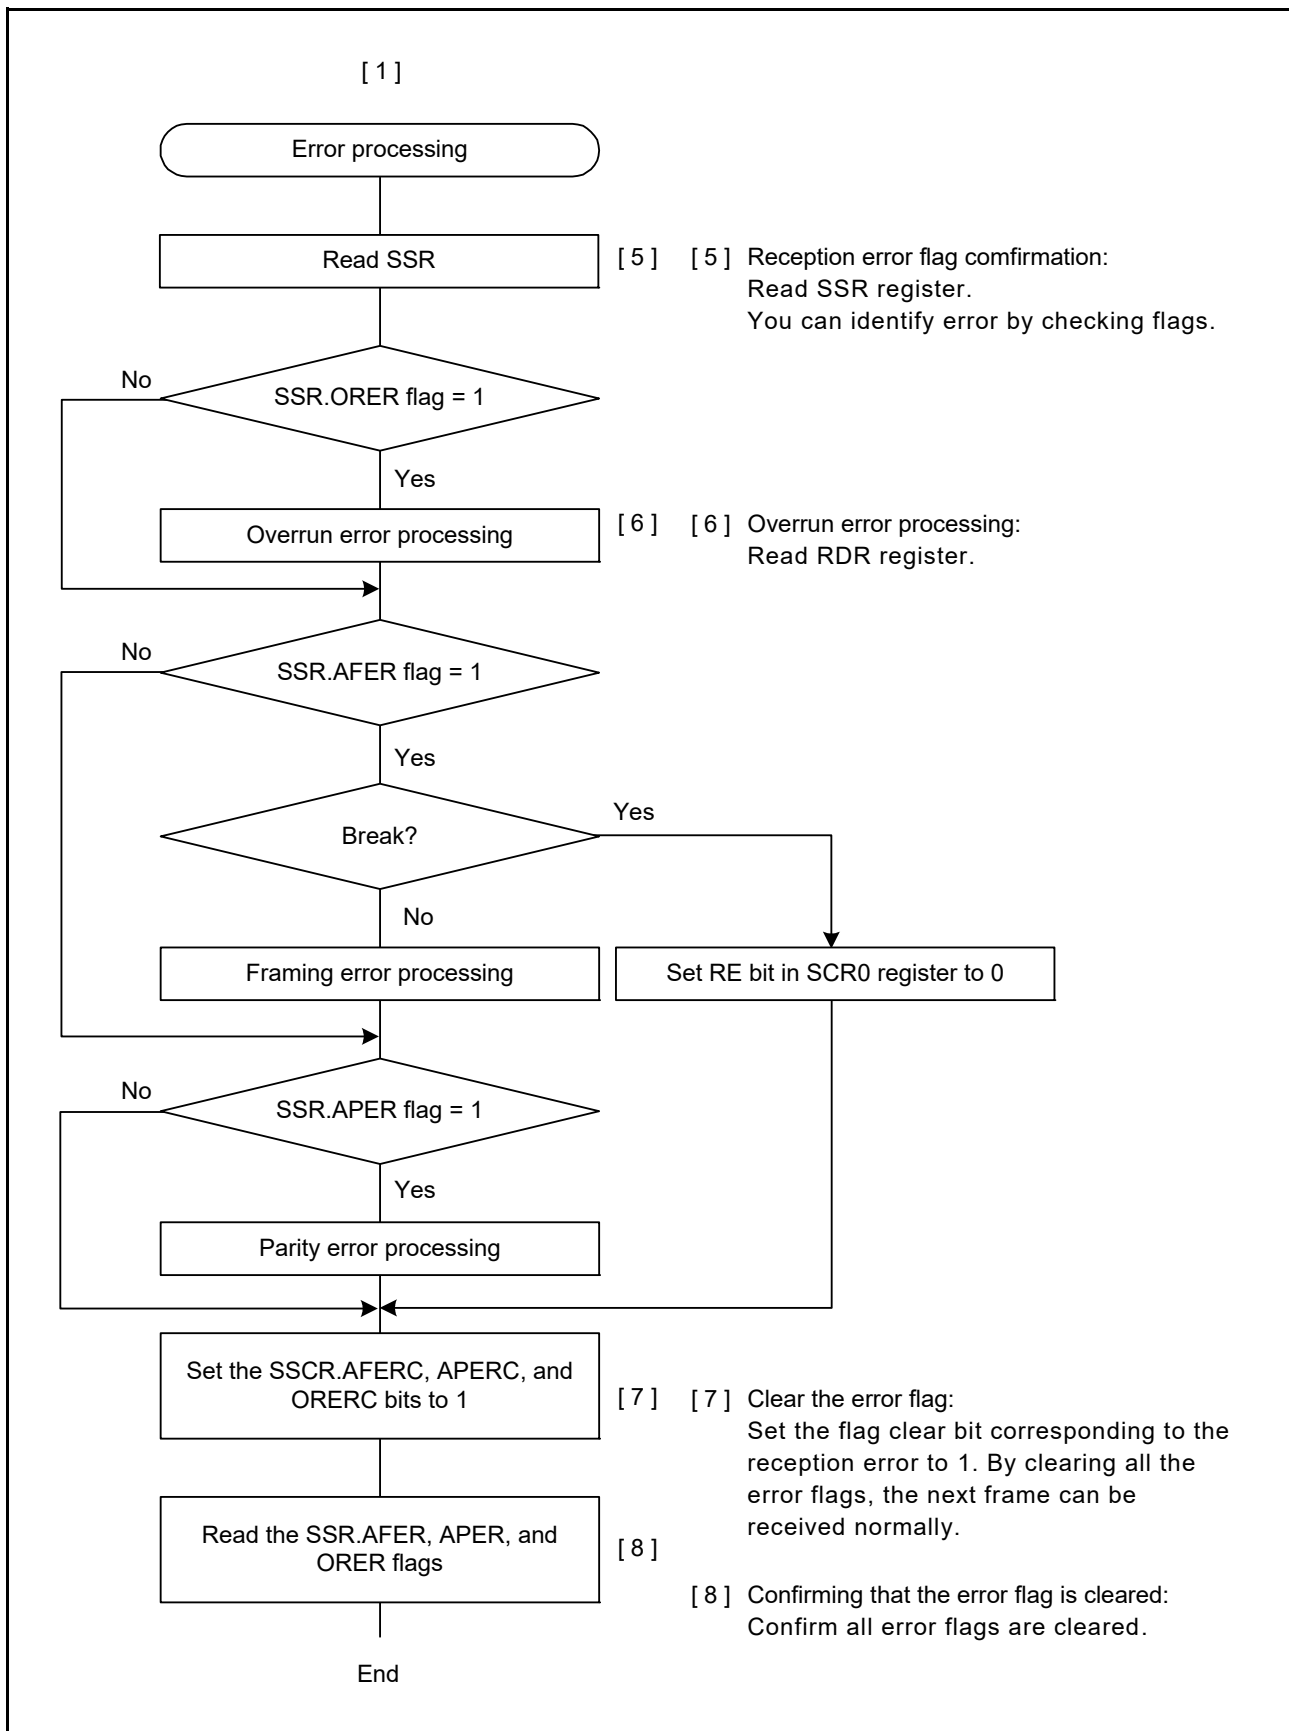 [ 1 ]
Error processing
Read SSR
[ 5 ]
[ 5 ] Reception error flag comfirmation:
Read SSR register.
You can identify error by checking flags.
No
SSR.ORER flag = 1
Yes
Overrun error processing
[ 6 ]
[ 6 ] Overrun error processing:
Read RDR register.
No
SSR.AFER flag = 1
Yes
Break?
Yes
No
Framing error processing
Set RE bit in SCR0 register to 0
No
SSR.APER flag = 1
Yes
Parity error processing
Set the SSCR.AFERC, APERC, and
ORERC bits to 1
[ 7 ]
[ 7 ] Clear the error flag:
Set the flag clear bit corresponding to the
reception error to 1. By clearing all the
error flags, the next frame can be
received normally.
Read the SSR.AFER, APER, and
ORER flags
[ 8 ]
[ 8 ] Confirming that the error flag is cleared:
Confirm all error flags are cleared.
End